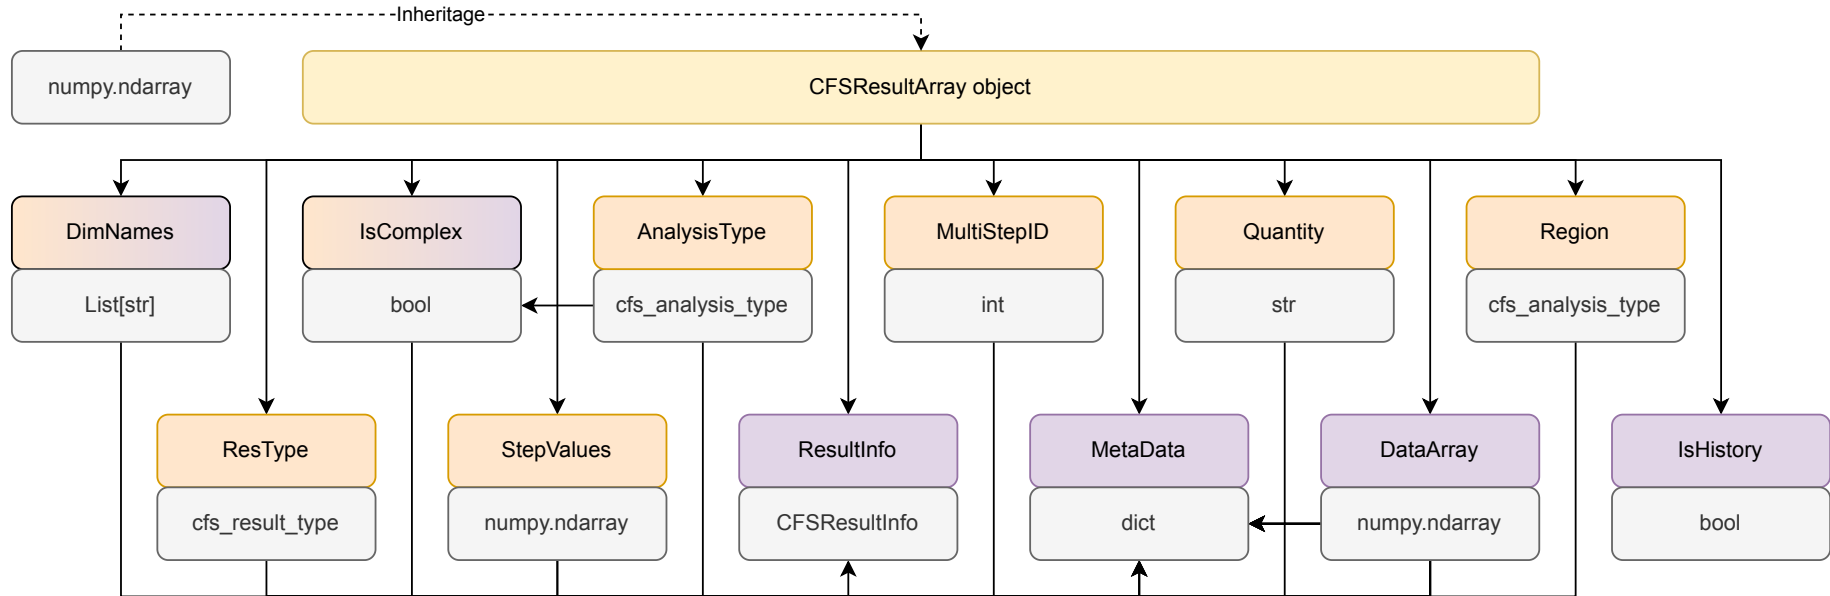 Inheritage
numpy.ndarray
CFSResultArray object
DimNames
IsComplex
AnalysisType
MultiStepID
Quantity
Region
List[str]
bool
cfs_analysis_type
int
str
cfs_analysis_type
ResType
StepValues
ResultInfo
MetaData
DataArray
IsHistory
cfs_result_type
numpy.ndarray
CFSResultInfo
dict
numpy.ndarray
bool